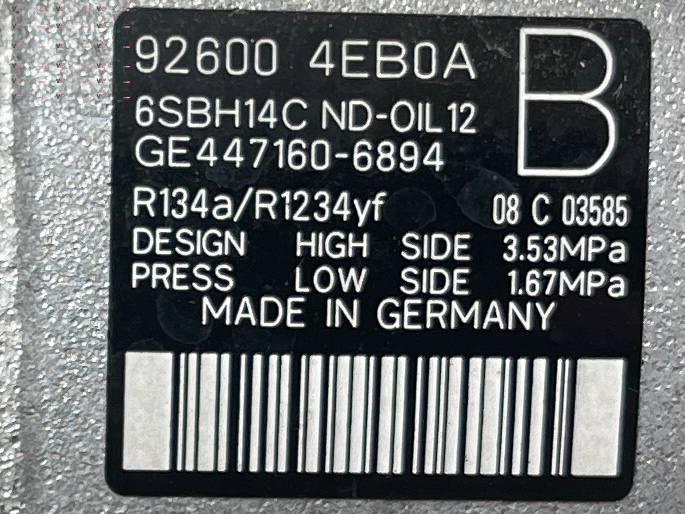 92600 4EB0A B
6SBH14C ND-OIL12
GE447160-6894
R134a/R1234yf 08 C 03585
DESIGN HIGH SIDE 3.53MPa
PRESS LOW SIDE 1.67MPa
MADE IN GERMANY